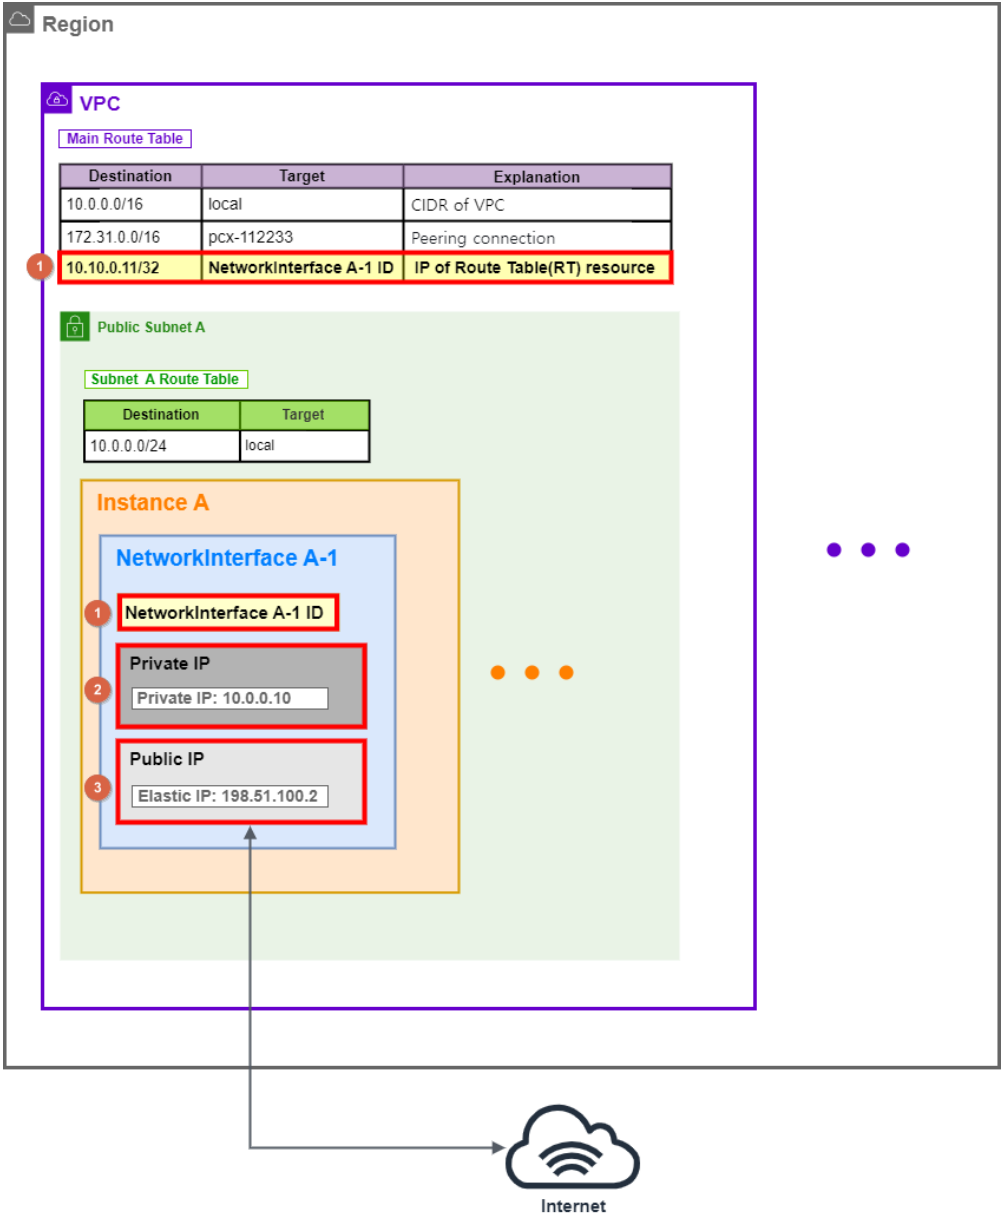 Region
VPC
Main Route Table
Destination Target Explanation
10.0.0.0/16 local CIDR of VPC
172.31.0.0/16 pcx-112233 Peering connection
1 10.10.0.11/32 NetworkInterface A-1 ID IP of Route Table(RT) resource
Public Subnet A
Subnet A Route Table
Destination Target
10.0.0.0/24 local
Instance A
NetworkInterface A-1
1 NetworkInterface A-1 ID
Private IP
2 Private IP: 10.0.0.10
Public IP
3 Elastic IP: 198.51.100.2
Internet